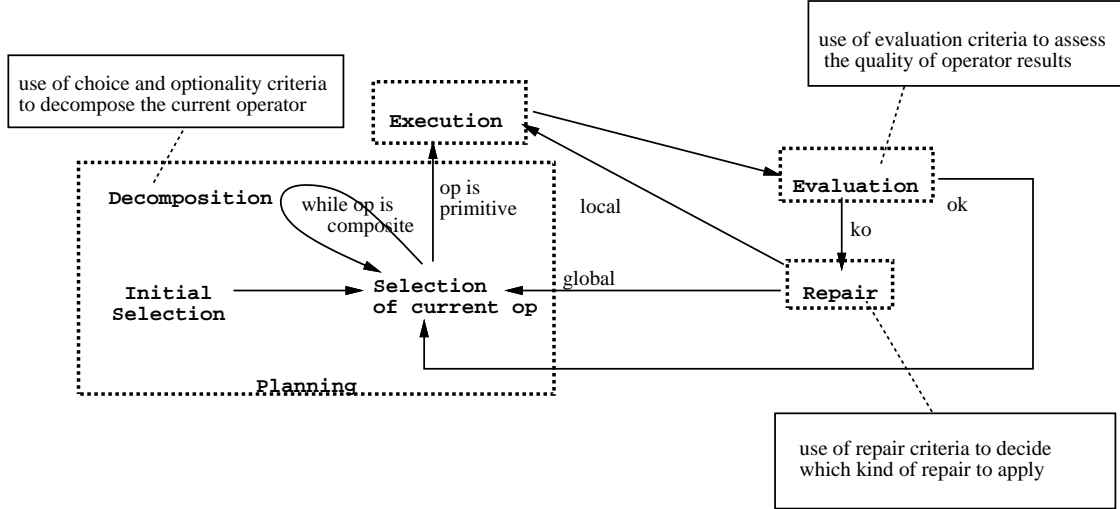 use of evaluation criteria to assess
the quality of operator results
use of choice and optionality criteria
to decompose the current operator
Execution
Evaluation
ok
ko
Decomposition
while op is
composite
op is
primitive
local
global
Initial
Selection
Selection
of current op
Repair
Planning
use of repair criteria to decide
which kind of repair to apply